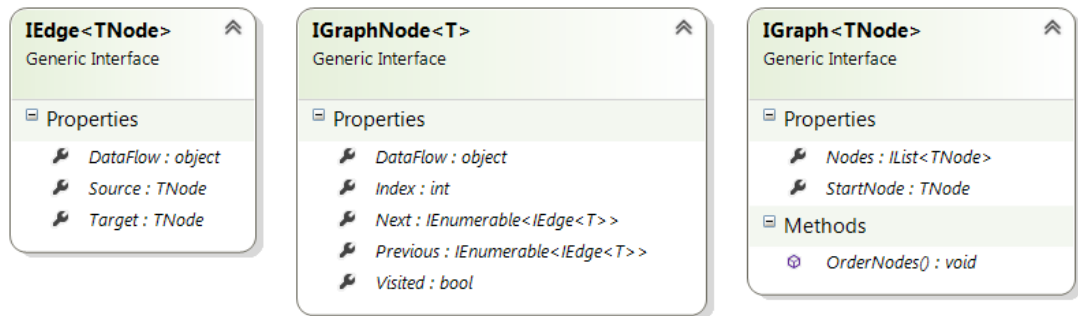 IEdge<TNode>
Generic Interface
Properties
DataFlow : object
Source : TNode
Target : TNode
IGraphNode<T>
Generic Interface
Properties
DataFlow : object
Index : int
Next : IEnumerable<IEdge<T>>
Previous : IEnumerable<IEdge<T>>
Visited : bool
IGraph<TNode>
Generic Interface
Properties
Nodes : IList<TNode>
StartNode : TNode
Methods
OrderNodes() : void